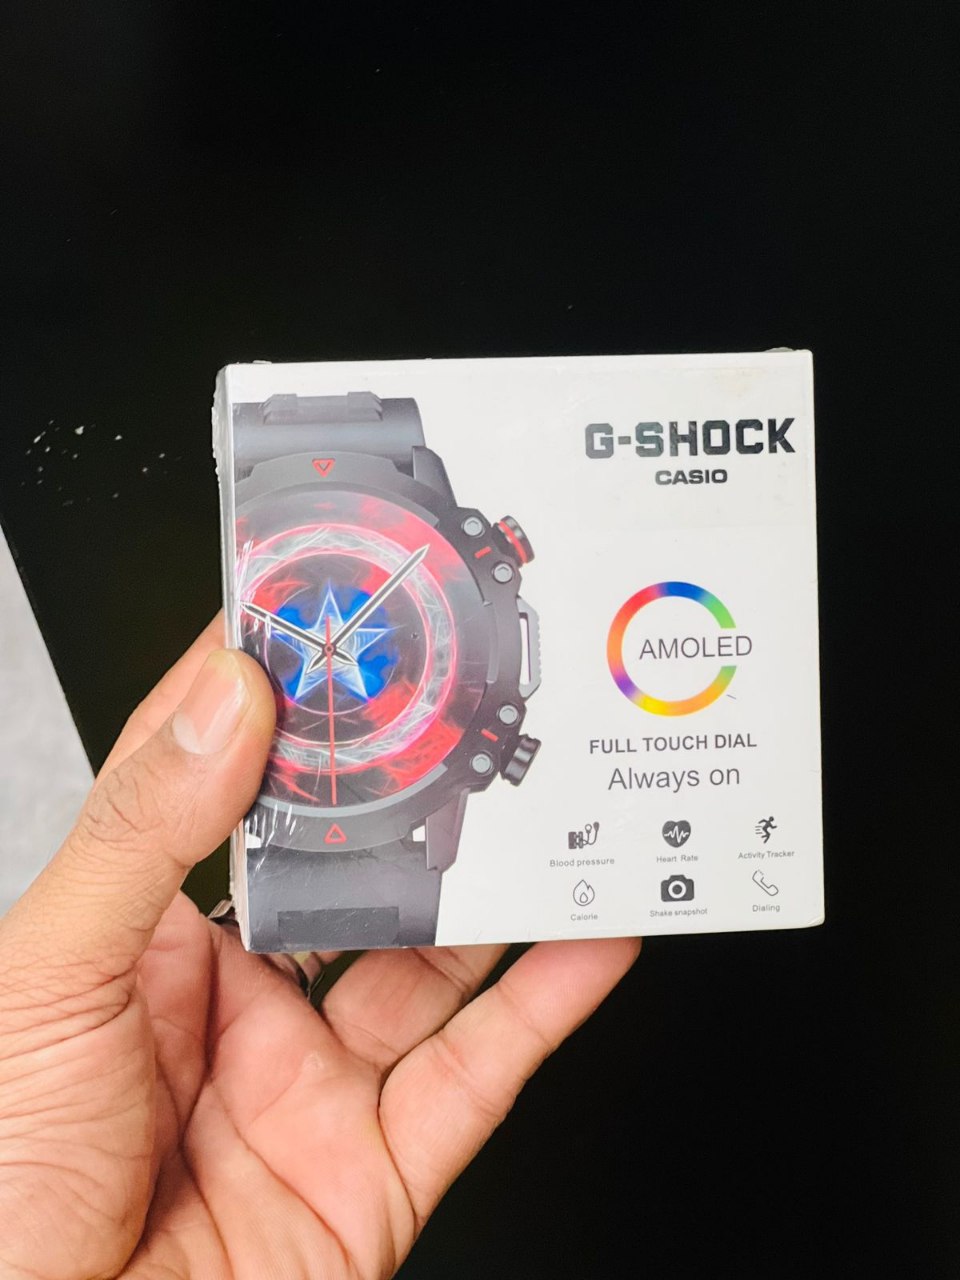 G-SHOCK
CASIO
AMOLED
FULL TOUCH DIAL
Always on
Blood pressure
Heart Rate
Activity Tracker
Calorie
Shake snapshot
Dialing